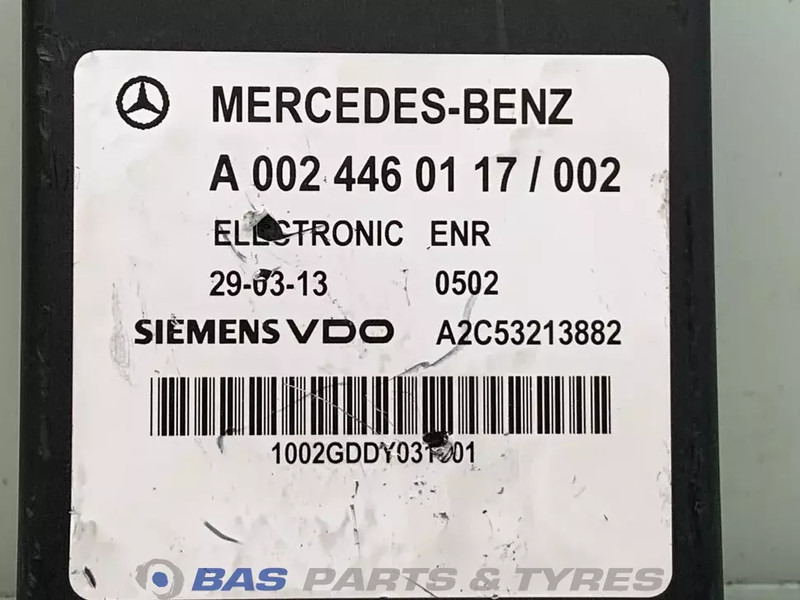 MERCEDES-BENZ
A 002 446 01 17 / 002
ELECTRONIC ENR
29-03-13 0502
SIEMENS VDO A2C53213882
BAS PARTS & TYRES